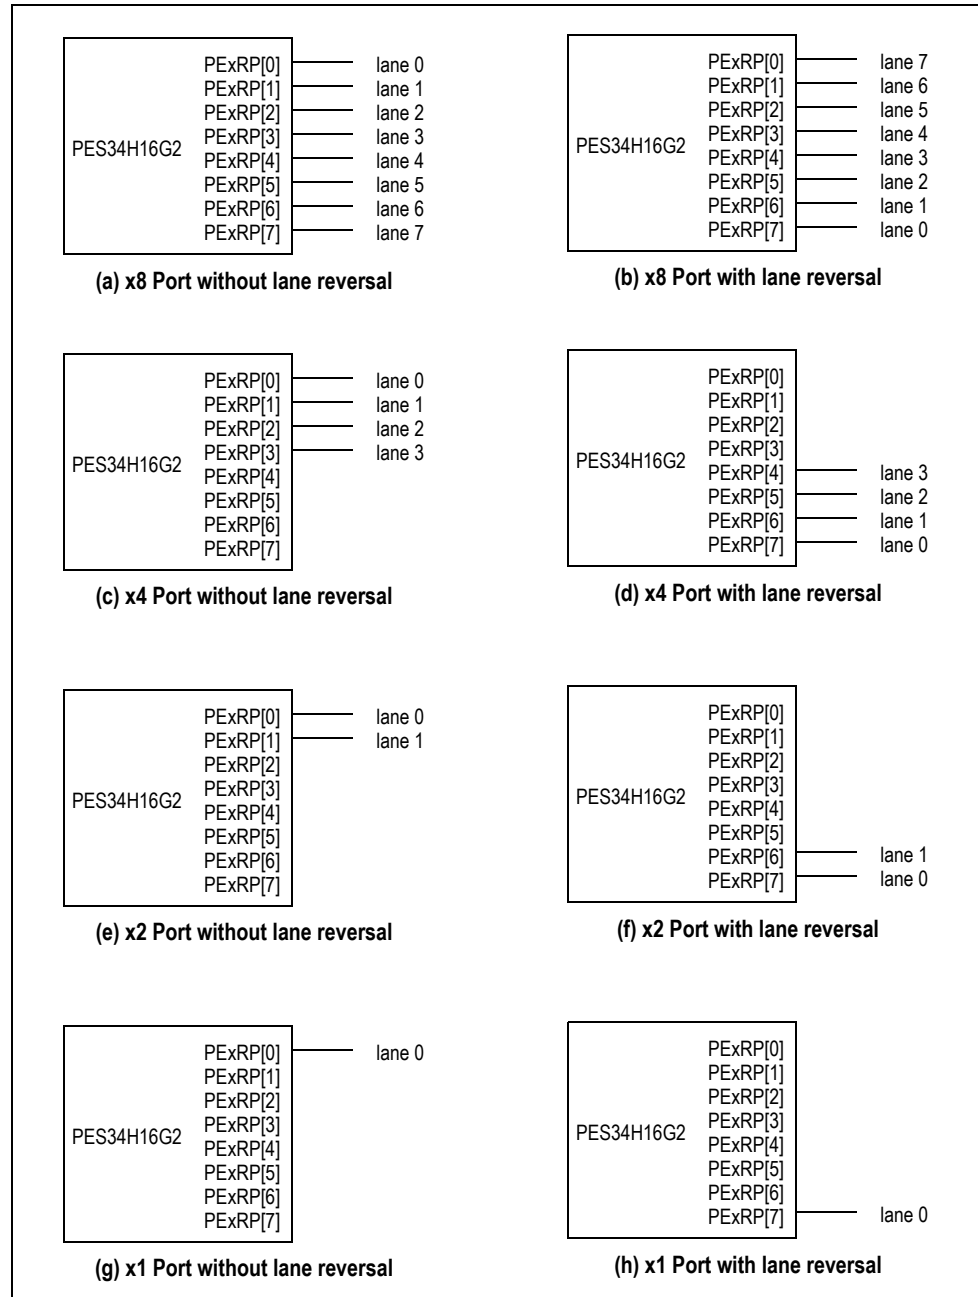 PExRP[0] lane 0
PExRP[1] lane 1
PExRP[2] lane 2
PExRP[3] lane 3
PES34H16G2
PExRP[4] lane 4
PExRP[5] lane 5
PExRP[6] lane 6
PExRP[7] lane 7
(a) x8 Port without lane reversal
PExRP[0] lane 7
PExRP[1] lane 6
PExRP[2] lane 5
PExRP[3] lane 4
PES34H16G2
PExRP[4] lane 3
PExRP[5] lane 2
PExRP[6] lane 1
PExRP[7] lane 0
(b) x8 Port with lane reversal
PExRP[0] lane 0
PExRP[1] lane 1
PExRP[2] lane 2
PExRP[3] lane 3
PES34H16G2
PExRP[4]
PExRP[5]
PExRP[6]
PExRP[7]
(c) x4 Port without lane reversal
PExRP[0]
PExRP[1]
PExRP[2]
PExRP[3]
PES34H16G2
PExRP[4] lane 3
PExRP[5] lane 2
PExRP[6] lane 1
PExRP[7] lane 0
(d) x4 Port with lane reversal
PExRP[0] lane 0
PExRP[1] lane 1
PExRP[2]
PExRP[3]
PES34H16G2
PExRP[4]
PExRP[5]
PExRP[6]
PExRP[7]
(e) x2 Port without lane reversal
PExRP[0]
PExRP[1]
PExRP[2]
PExRP[3]
PES34H16G2
PExRP[4]
PExRP[5]
PExRP[6] lane 1
PExRP[7] lane 0
(f) x2 Port with lane reversal
PExRP[0] lane 0
PExRP[1]
PExRP[2]
PExRP[3]
PES34H16G2
PExRP[4]
PExRP[5]
PExRP[6]
PExRP[7]
(g) x1 Port without lane reversal
PExRP[0]
PExRP[1]
PExRP[2]
PExRP[3]
PES34H16G2
PExRP[4]
PExRP[5]
PExRP[6]
PExRP[7] lane 0
(h) x1 Port with lane reversal